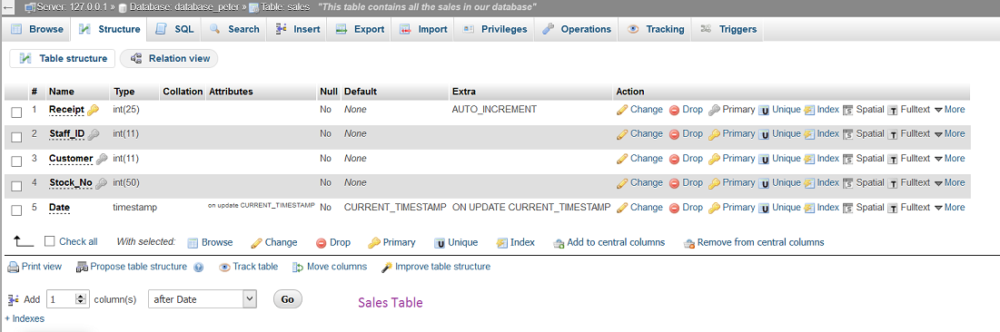 Server: 127.0.0.1 » Database: database_peter » Table: sales "This table contains all the sales in our database"
Browse Structure SQL Search Insert Export Import Privileges Operations Tracking Triggers
Table structure Relation view
# Name Type Collation Attributes Null Default Extra Action
1 Receipt int(25) No None AUTO_INCREMENT Change Drop Primary Unique Index Spatial Fulltext More
2 Staff_ID int(11) No None Change Drop Primary Unique Index Spatial Fulltext More
3 Customer int(11) No None Change Drop Primary Unique Index Spatial Fulltext More
4 Stock_No int(50) No None Change Drop Primary Unique Index Spatial Fulltext More
5 Date timestamp on update CURRENT_TIMESTAMP No CURRENT_TIMESTAMP ON UPDATE CURRENT_TIMESTAMP Change Drop Primary Unique Index Spatial Fulltext More
Check all With selected: Browse Change Drop Primary Unique Index Add to central columns Remove from central columns
Print view Propose table structure Track table Move columns Improve table structure
Add 1 column(s) after Date Go Sales Table
+ Indexes